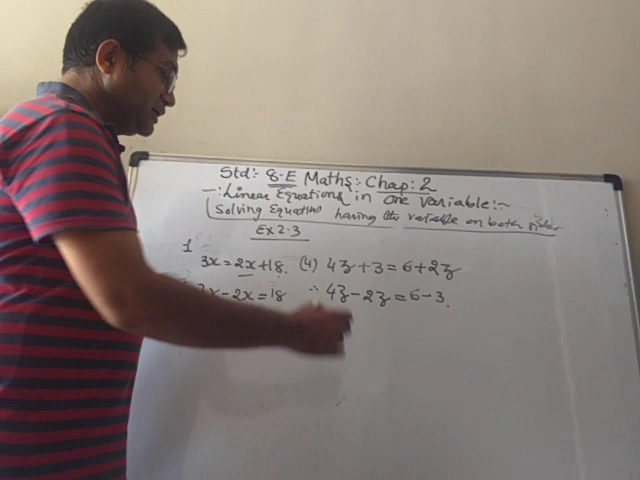 Std:- 8-E Maths:- Chap: 2
-: Linear Equations in One Variable:-
Solving Equations having the variable on both sides.
EX 2.3
1
3x = 2x + 18. (4) 4z + 3 = 6 + 2z
3x - 2x = 18 ∴ 4z - 2z = 6 - 3.